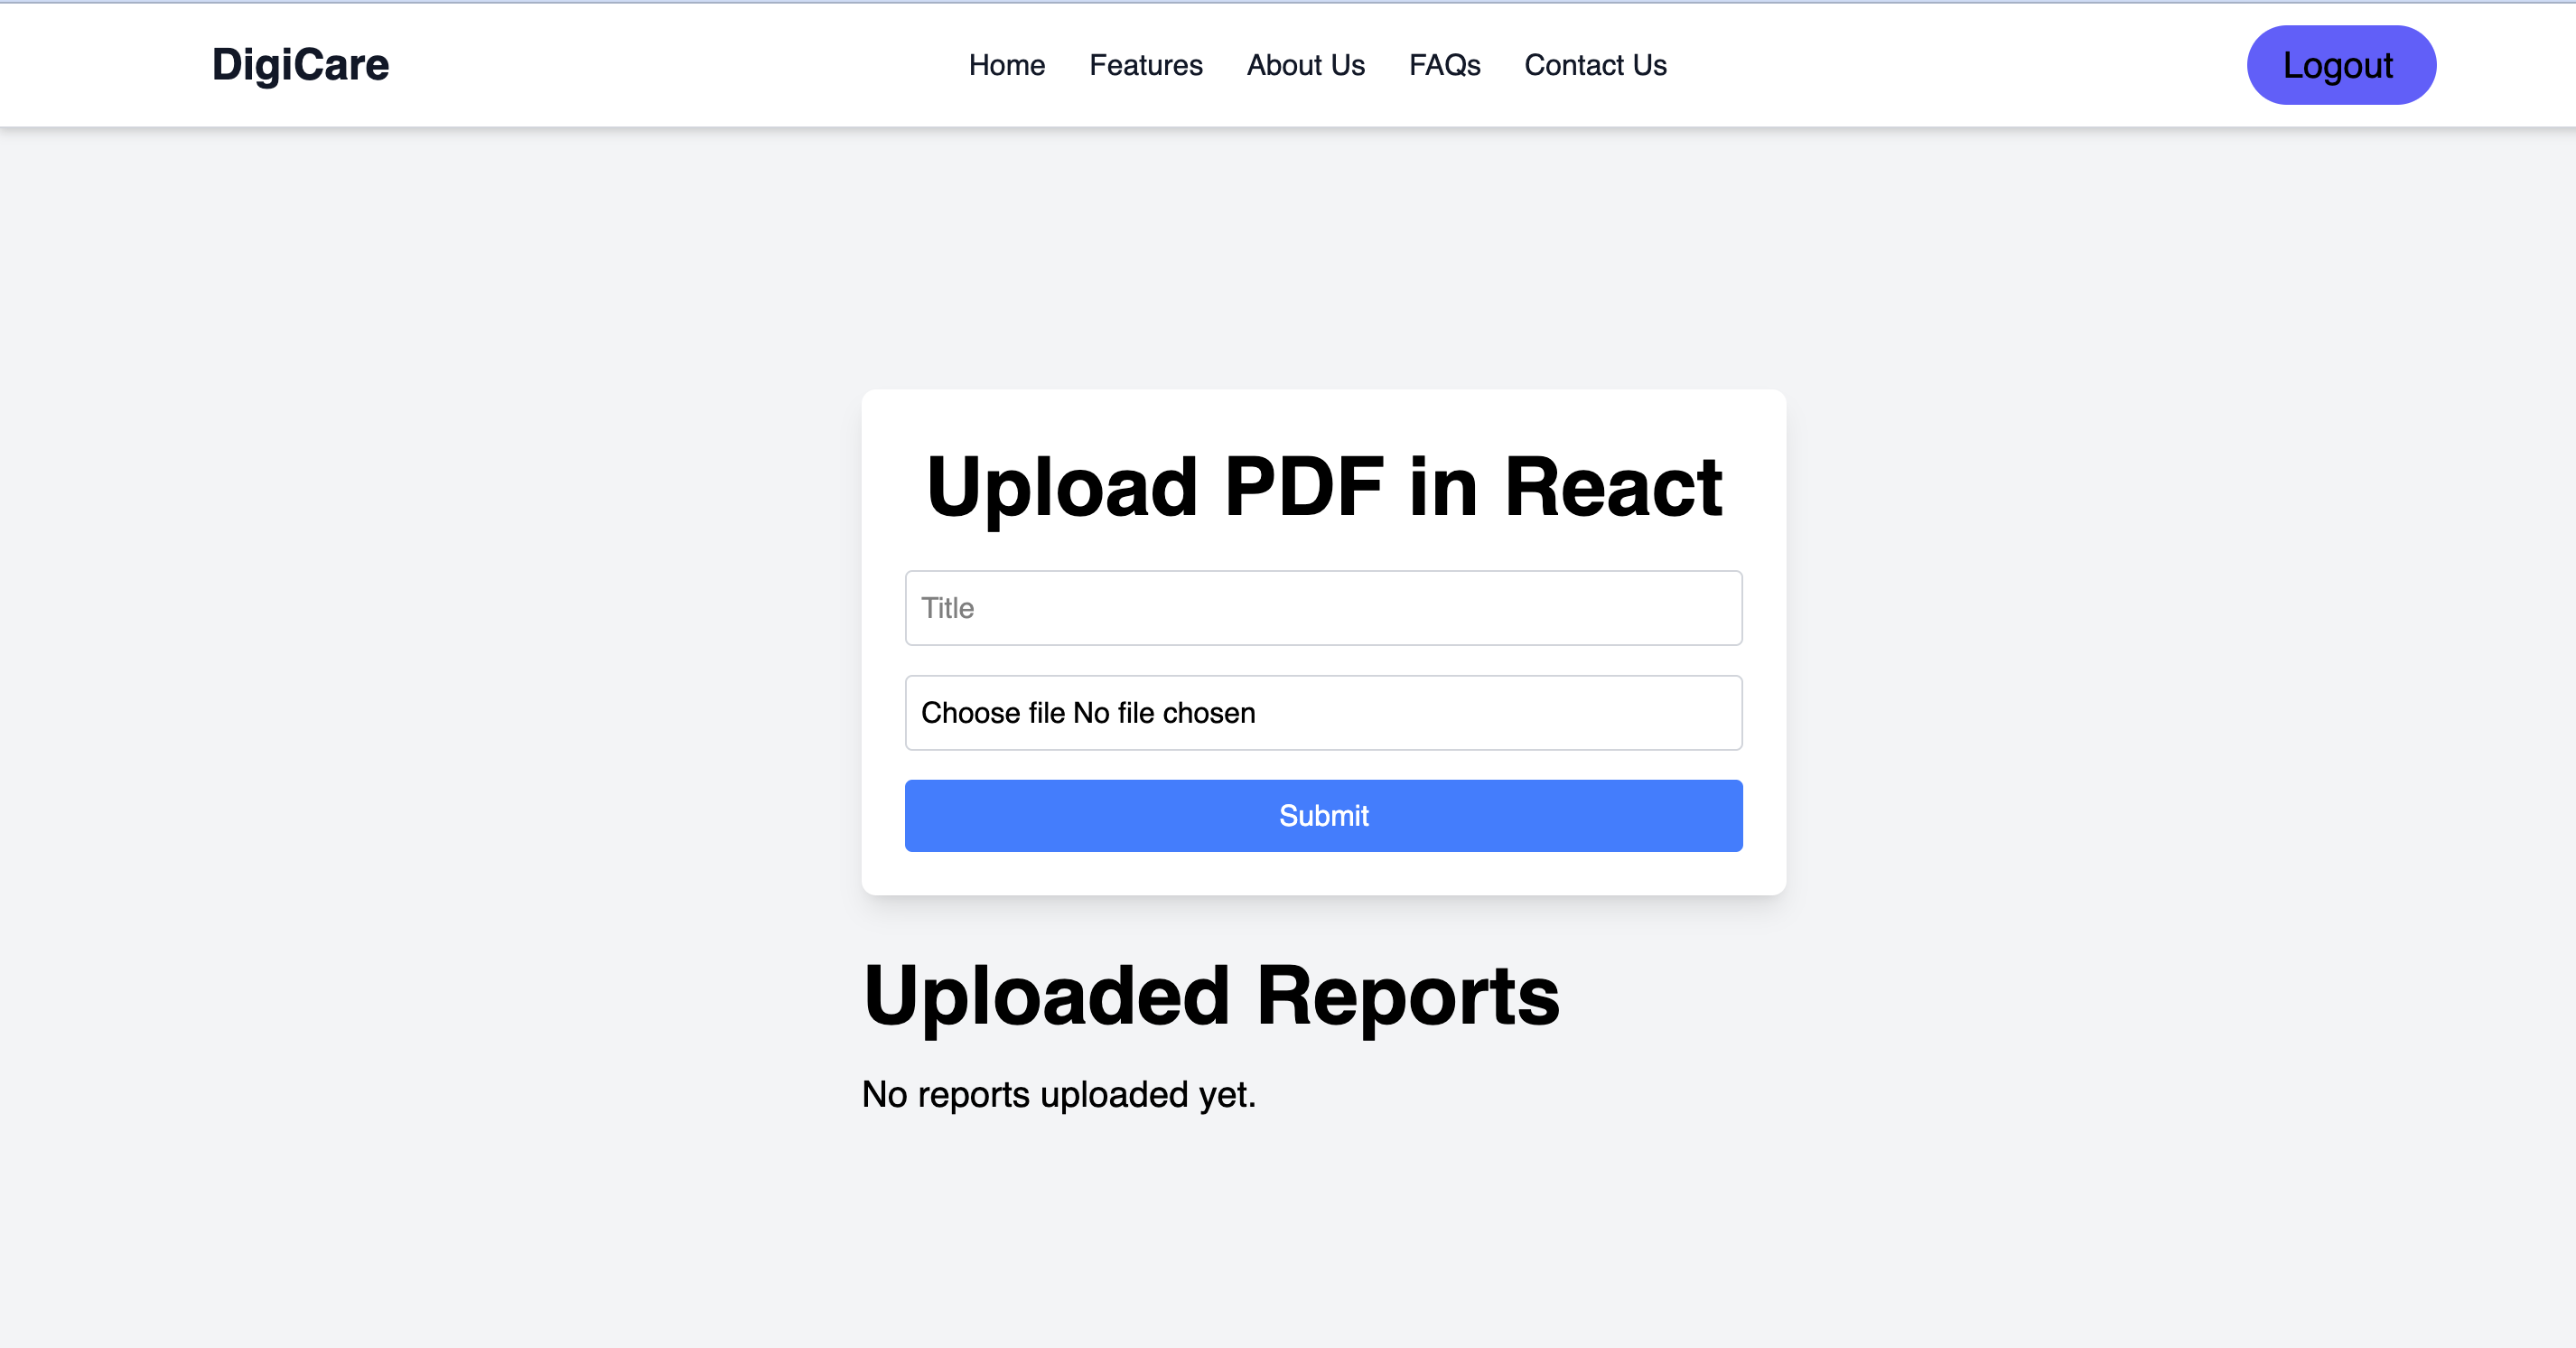 DigiCare Home Features About Us FAQs Contact Us Logout
Upload PDF in React
Title
Choose file No file chosen
Submit
Uploaded Reports
No reports uploaded yet.